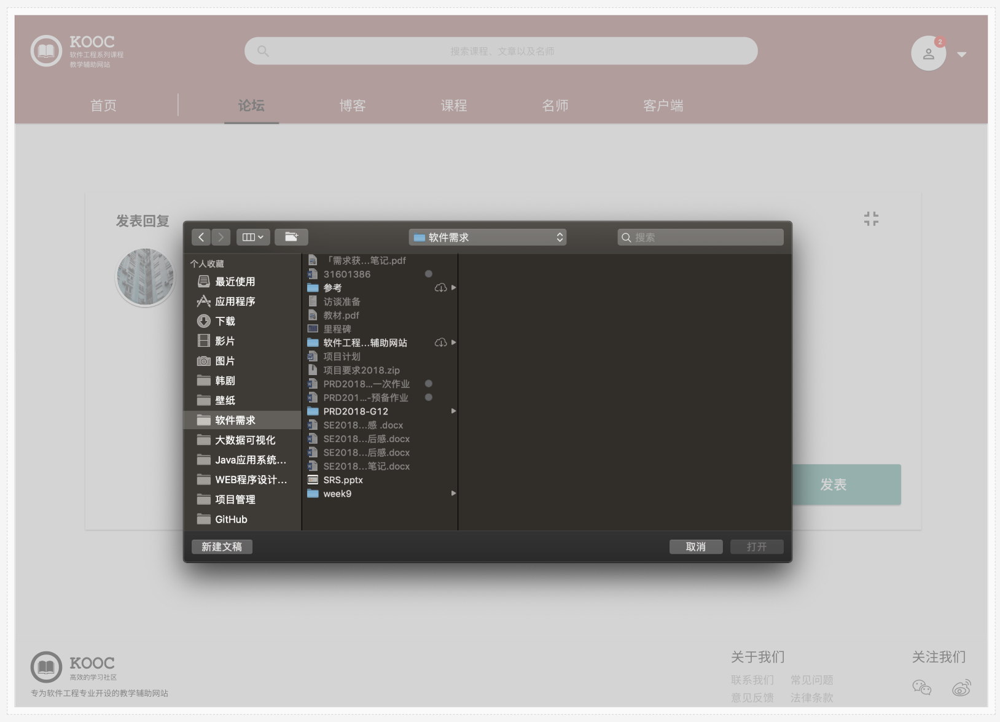 KOOC
软件工程系列课程
教学辅助网站
搜索课程、文章以及名师
2
首页
论坛
博客
课程
名师
客户端
发表回复
软件需求
搜索
个人收藏
最近使用
应用程序
下载
影片
图片
韩剧
壁纸
软件需求
大数据可视化
Java应用系统…
WEB程序设计…
项目管理
GitHub
「需求获…笔记.pdf
31601386
参考
访谈准备
教材.pdf
里程碑
软件工程…辅助网站
项目计划
项目要求2018.zip
PRD2018…一次作业
PRD201…-预备作业
PRD2018-G12
SE2018…感 .docx
SE2018…后感.docx
SE2018…后感.docx
SE2018…笔记.docx
SRS.pptx
week9
发表
新建文稿
取消
打开
KOOC
高效的学习社区
专为软件工程专业开设的教学辅助网站
关于我们
联系我们 常见问题
意见反馈 法律条款
关注我们